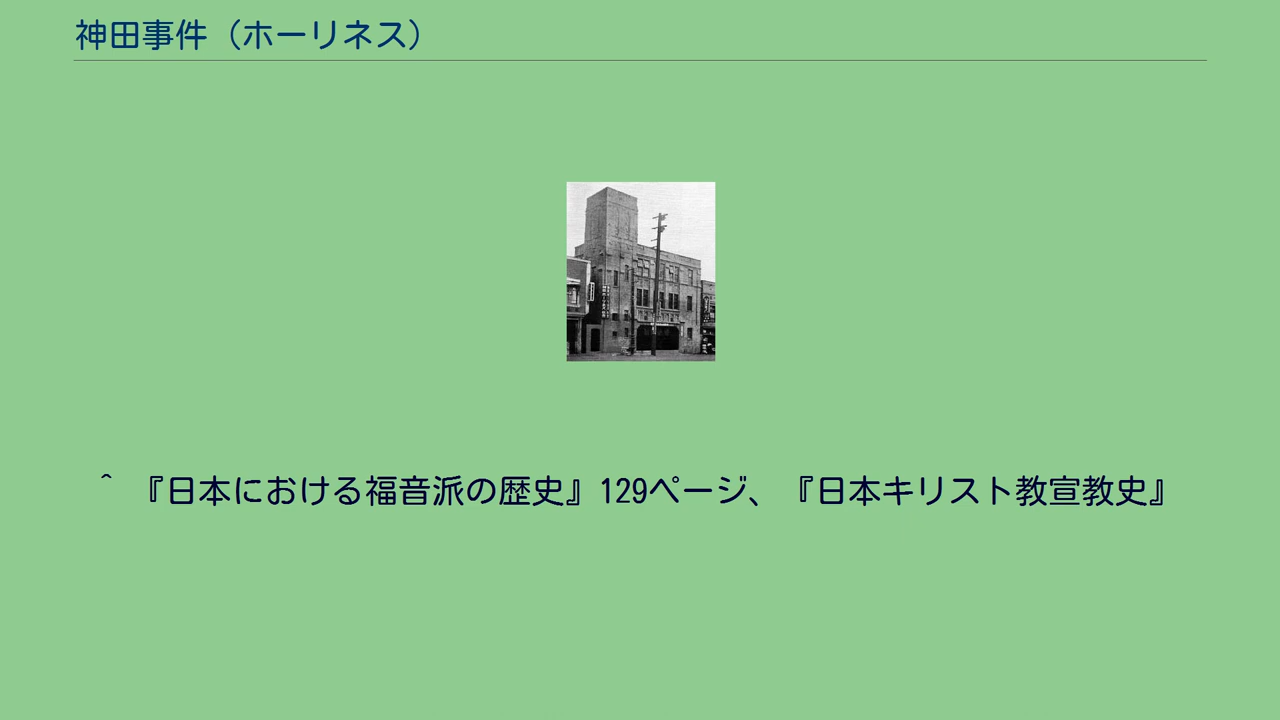 神田事件（ホーリネス）
^ 『日本における福音派の歴史』129ページ、『日本キリスト教宣教史』